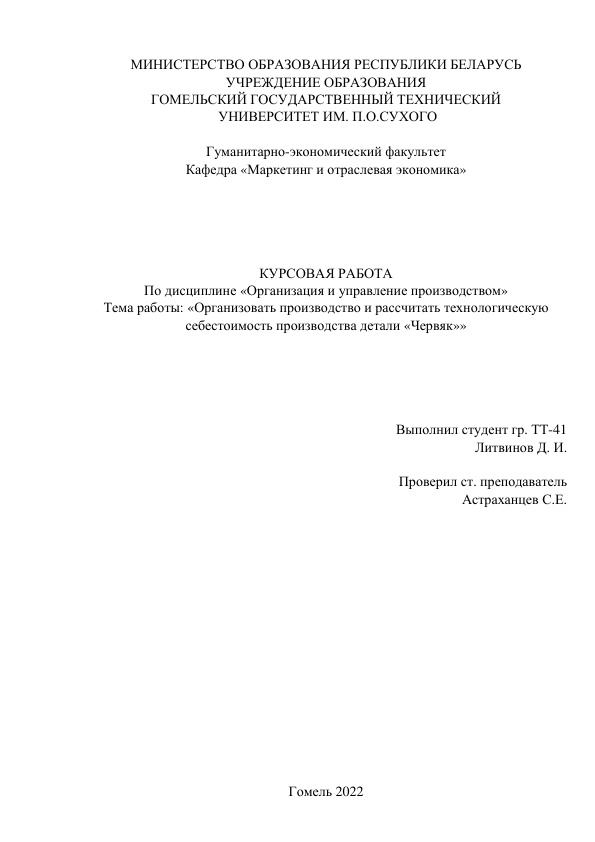 МИНИСТЕРСТВО ОБРАЗОВАНИЯ РЕСПУБЛИКИ БЕЛАРУСЬ
УЧРЕЖДЕНИЕ ОБРАЗОВАНИЯ
ГОМЕЛЬСКИЙ ГОСУДАРСТВЕННЫЙ ТЕХНИЧЕСКИЙ
УНИВЕРСИТЕТ ИМ. П.О.СУХОГО
Гуманитарно-экономический факультет
Кафедра «Маркетинг и отраслевая экономика»
КУРСОВАЯ РАБОТА
По дисциплине «Организация и управление производством»
Тема работы: «Организовать производство и рассчитать технологическую
себестоимость производства детали «Червяк»»
Выполнил студент гр. ТТ-41
Литвинов Д. И.
Проверил ст. преподаватель
Астраханцев С.Е.
Гомель 2022